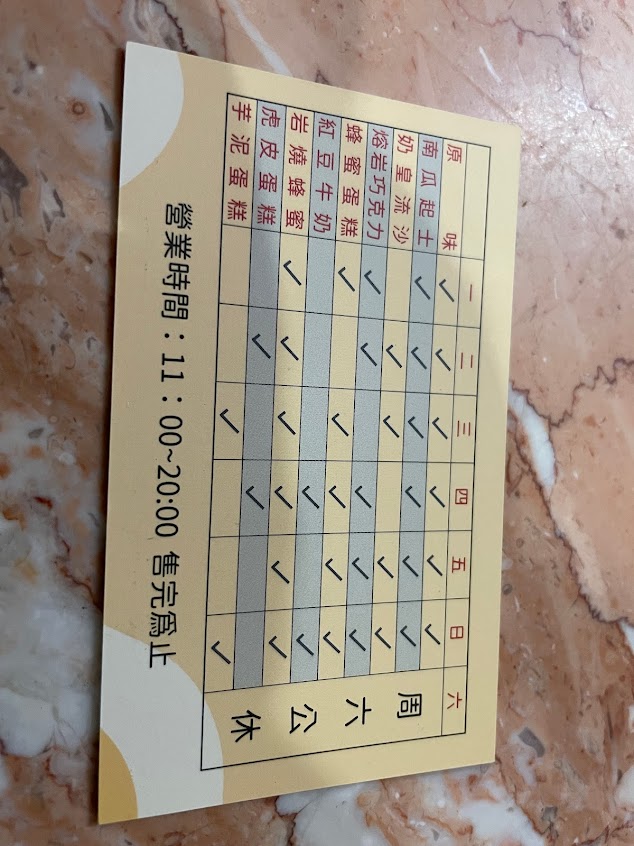 一 二 三 四 五 日 六
原味 ✓ ✓ ✓ ✓ ✓ ✓
南瓜起士 ✓ ✓ ✓ ✓ ✓ ✓
奶皇流沙 ✓ ✓ ✓ ✓
熔岩巧克力 ✓ ✓ ✓ ✓ ✓
蜂蜜蛋糕 ✓ ✓ ✓ ✓ ✓
紅豆牛奶 ✓ ✓
岩燒蜂蜜 ✓ ✓ ✓ ✓ ✓ ✓
虎皮蛋糕 ✓ ✓
芋泥蛋糕 ✓ ✓
周六公休
營業時間：11：00~20:00 售完為止